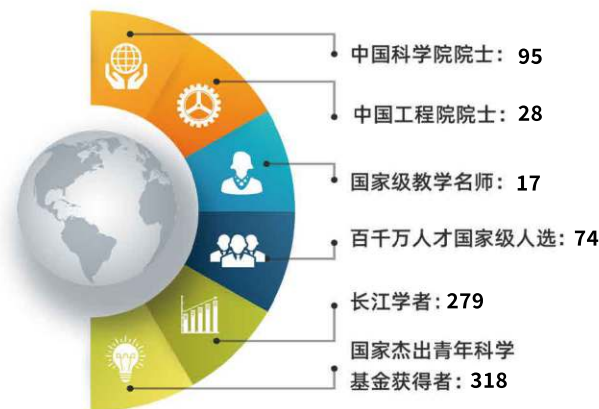 中国科学院院士：95
中国工程院院士：28
国家级教学名师：17
百千万人才国家级人选：74
长江学者：279
国家杰出青年科学
基金获得者：318